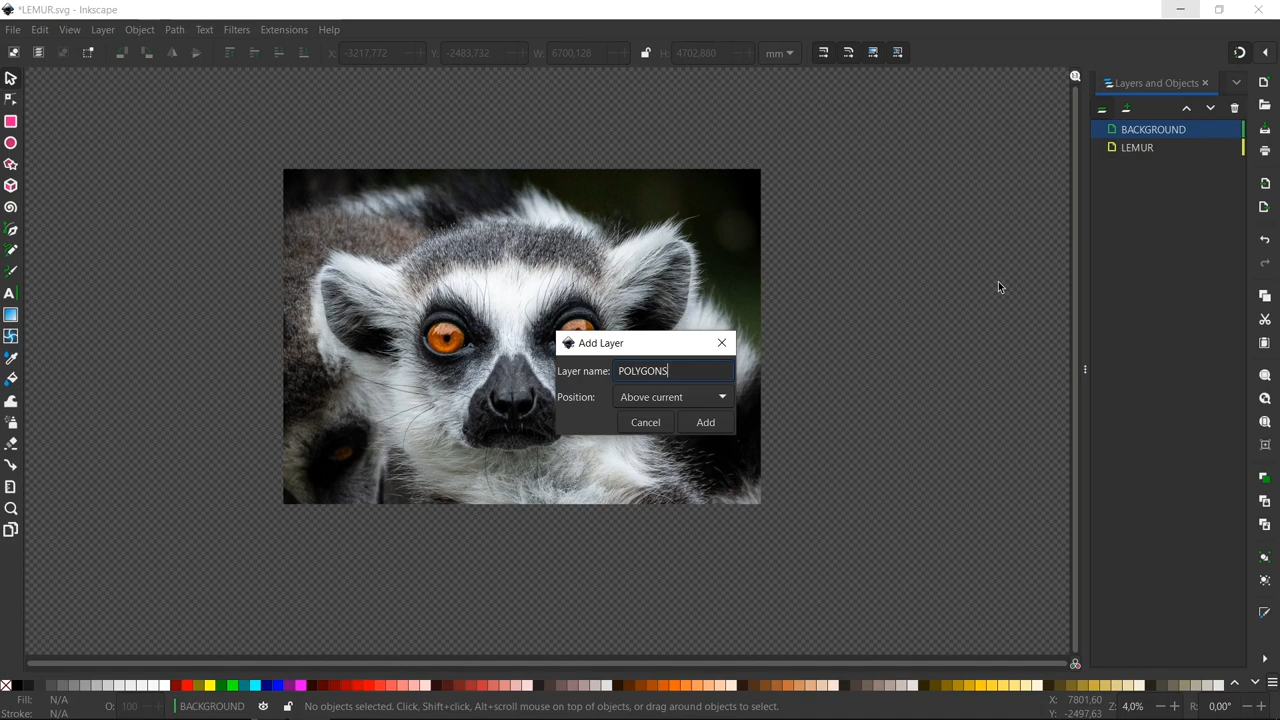 *LEMUR.svg - Inkscape
File Edit View Layer Object Path Text Filters Extensions Help
X: -3217,772 Y: -2483,732 W: 6700,128 H: 4702,880 mm
Layers and Objects
BACKGROUND
LEMUR
Add Layer
Layer name: POLYGONS
Position: Above current
Cancel Add
Fill: N/A
Stroke: N/A
O: 100
BACKGROUND
No objects selected. Click, Shift+click, Alt+scroll mouse on top of objects, or drag around objects to select.
X: 7801,60
Y: -2497,63
Z: 4,0%
R: 0,00°